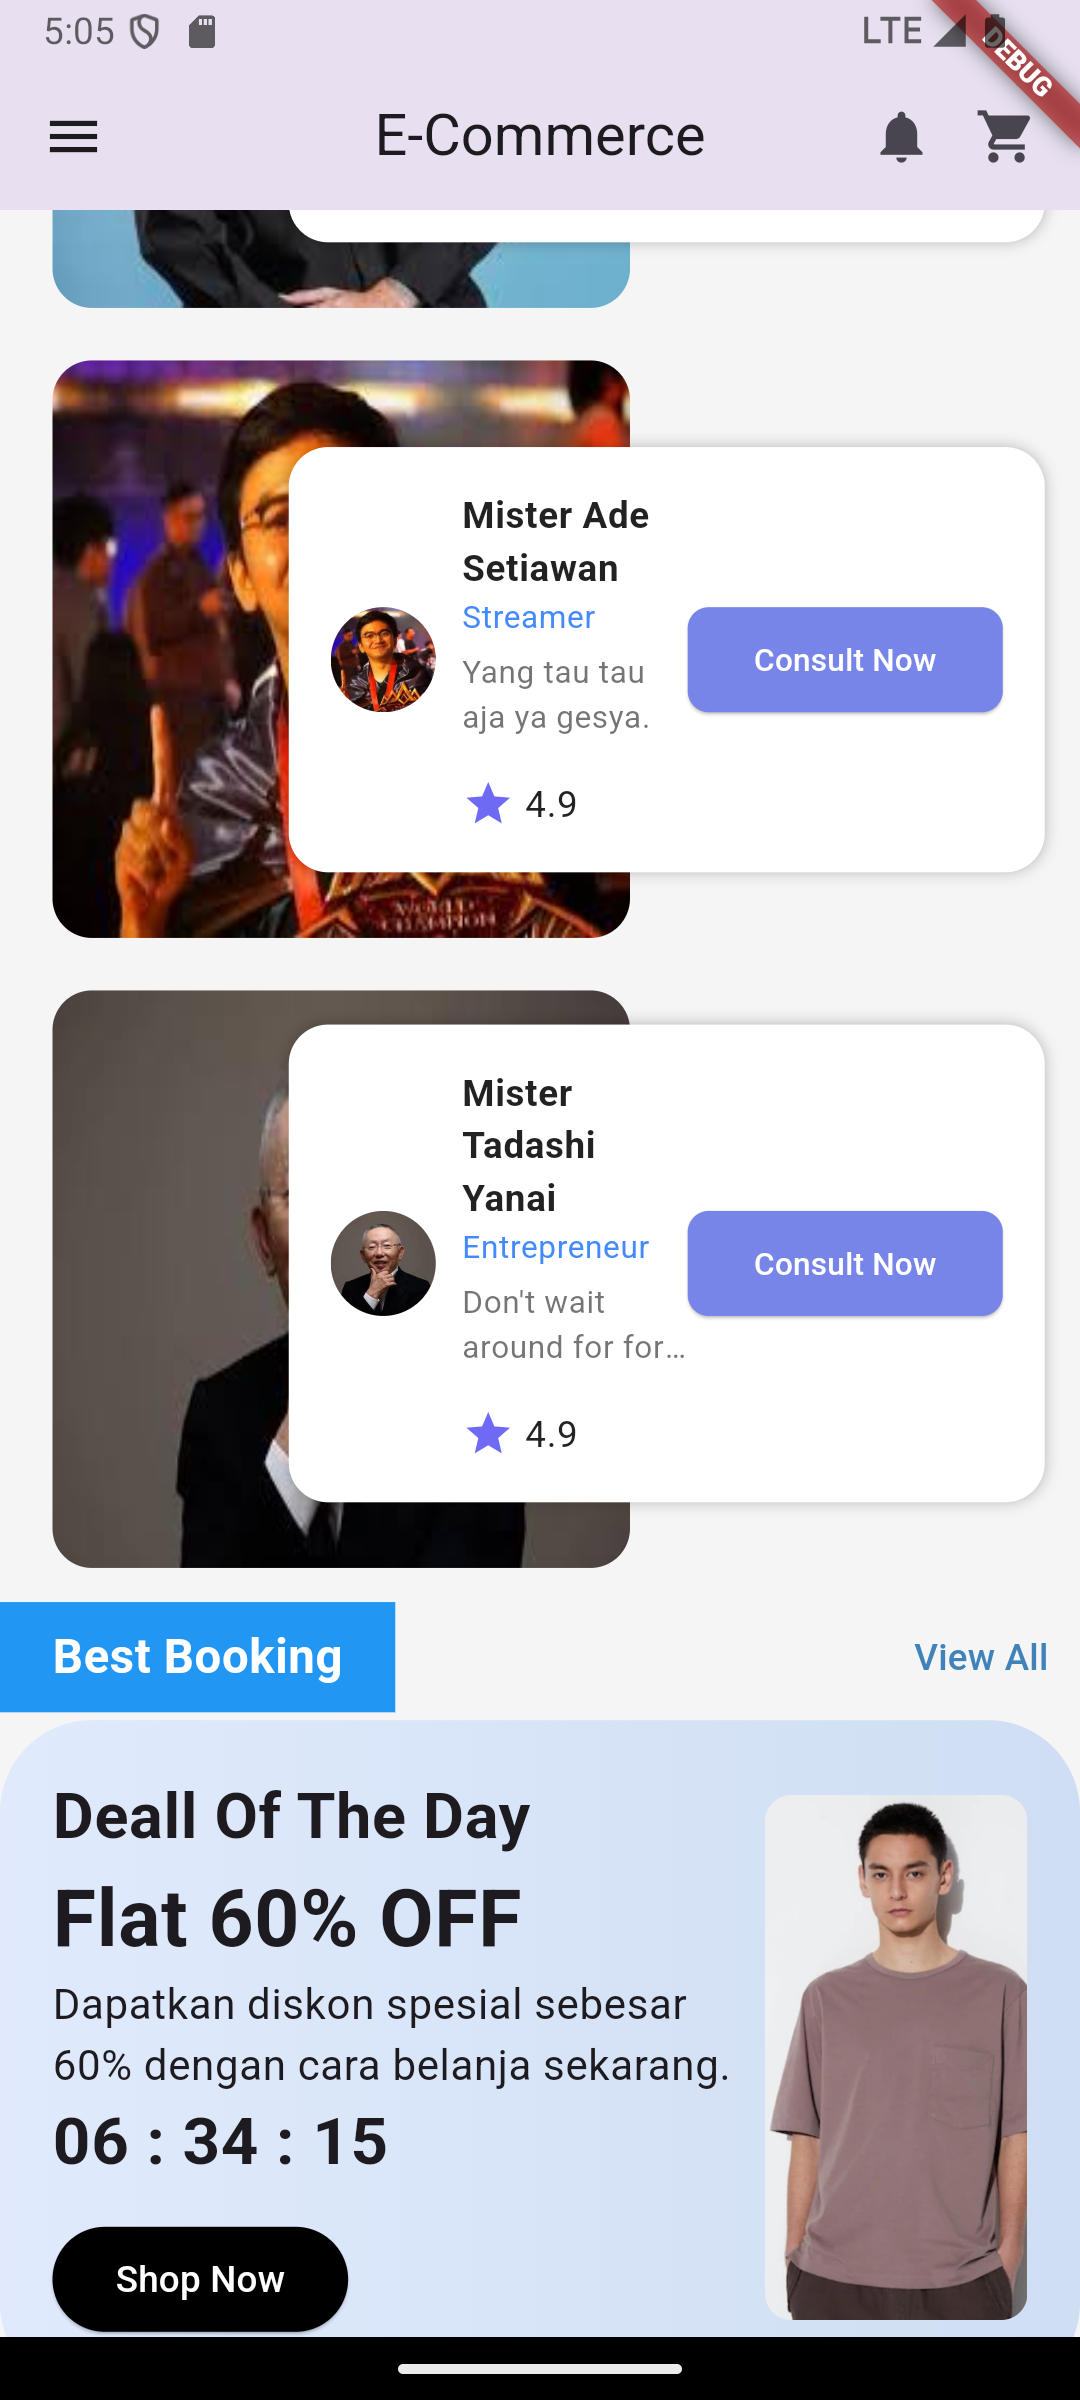 5:05
LTE
DEBUG
E-Commerce
Mister Ade
Setiawan
Streamer
Yang tau tau
aja ya gesya.
Consult Now
4.9
WORLD
CHAMPION
Mister
Tadashi
Yanai
Entrepreneur
Don't wait
around for for...
Consult Now
4.9
Best Booking
View All
Deall Of The Day
Flat 60% OFF
Dapatkan diskon spesial sebesar
60% dengan cara belanja sekarang.
06 : 34 : 15
Shop Now